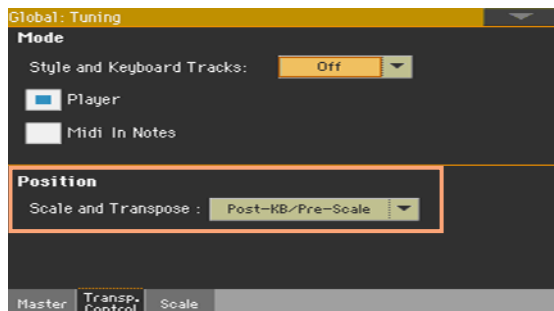 Global: Tuning
Mode
Style and Keyboard Tracks: Off
Player
Midi In Notes
Position
Scale and Transpose : Post-KB/Pre-Scale
Master Transp. Control Scale